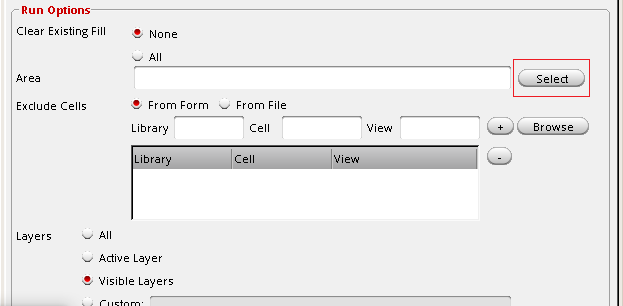 Run Options
Clear Existing Fill None
All
Area Select
Exclude Cells From Form From File
Library Cell View + Browse
Library Cell View -
Layers All
Active Layer
Visible Layers
Custom: